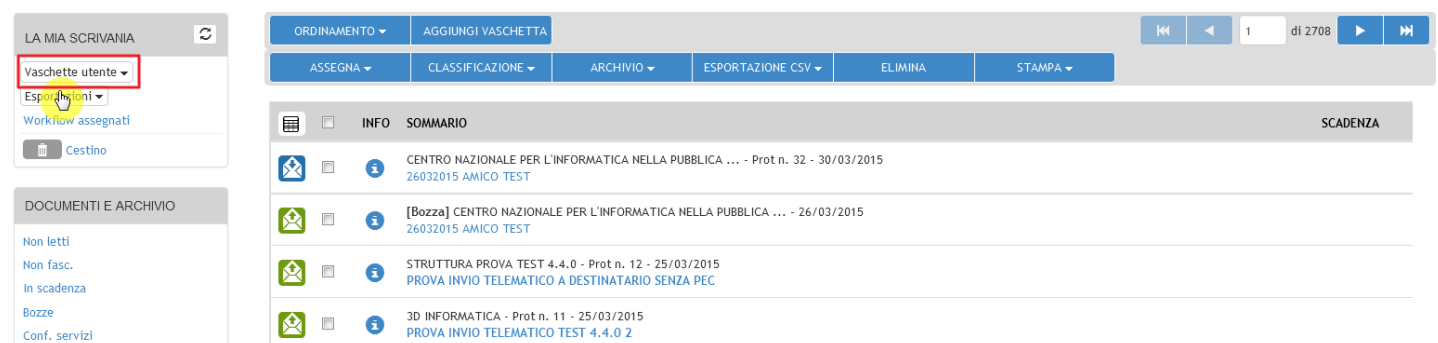 LA MIA SCRIVANIA
Vaschette utente
Esportazioni
Workflow assegnati
Cestino
DOCUMENTI E ARCHIVIO
Non letti
Non fasc.
In scadenza
Bozze
Conf. servizi
ORDINAMENTO AGGIUNGI VASCHETTA 1 di 2708
ASSEGNA CLASSIFICAZIONE ARCHIVIO ESPORTAZIONE CSV ELIMINA STAMPA
INFO SOMMARIO SCADENZA
CENTRO NAZIONALE PER L'INFORMATICA NELLA PUBBLICA ... - Prot n. 32 - 30/03/2015
26032015 AMICO TEST
[Bozza] CENTRO NAZIONALE PER L'INFORMATICA NELLA PUBBLICA ... - 26/03/2015
26032015 AMICO TEST
STRUTTURA PROVA TEST 4.4.0 - Prot n. 12 - 25/03/2015
PROVA INVIO TELEMATICO A DESTINATARIO SENZA PEC
3D INFORMATICA - Prot n. 11 - 25/03/2015
PROVA INVIO TELEMATICO TEST 4.4.0 2